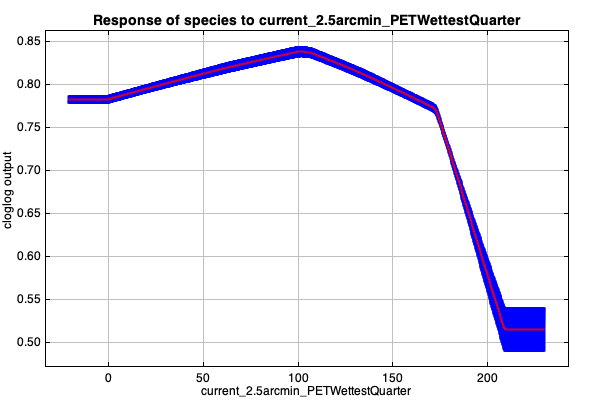 Response of species to current_2.5arcmin_PETWettestQuarter
cloglog output
0.85
0.80
0.75
0.70
0.65
0.60
0.55
0.50
0 50 100 150 200
current_2.5arcmin_PETWettestQuarter